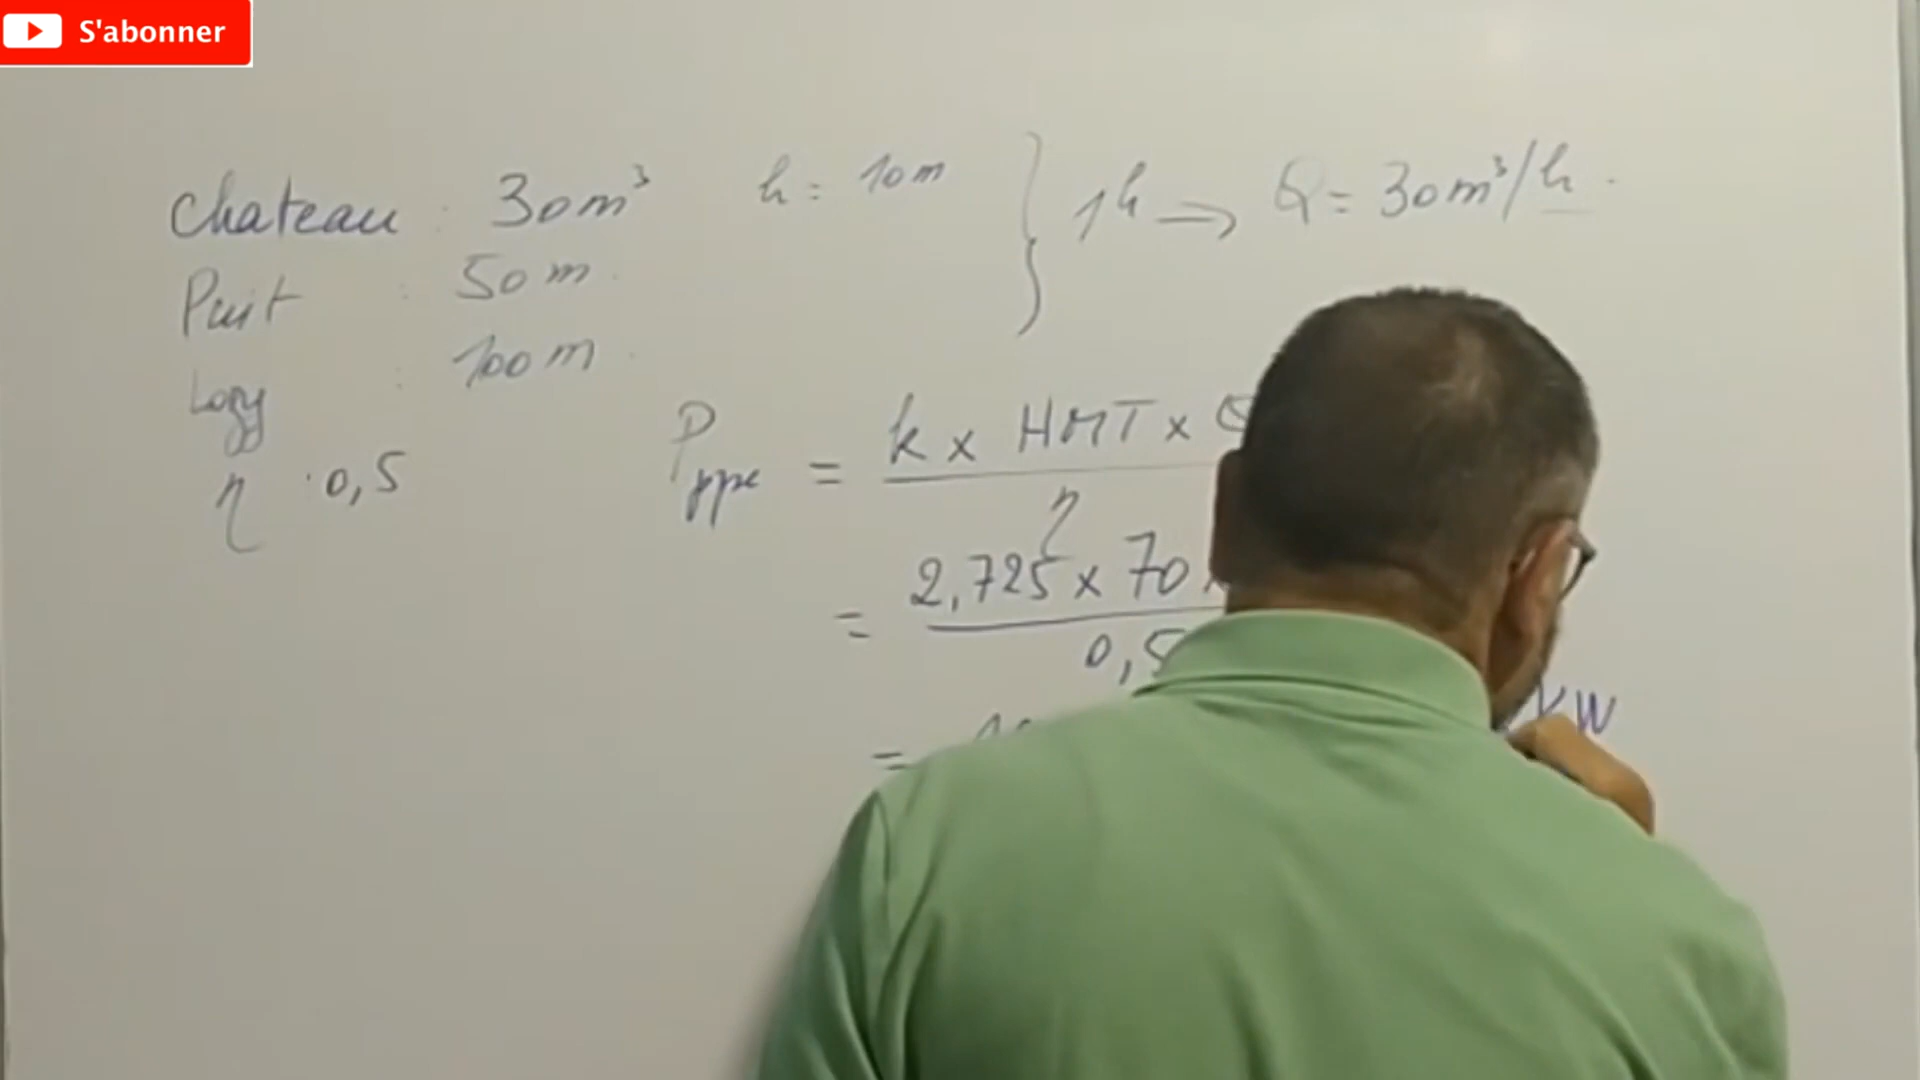 S'abonner
Chateau : 30m³ h = 10m } 1h → Q = 30m³/h.
Puit : 50m.
Long : 100m.
P ppe = k x HMT x Q
η
η 0,5
= 2,725 x 70 x
0,5
= kW